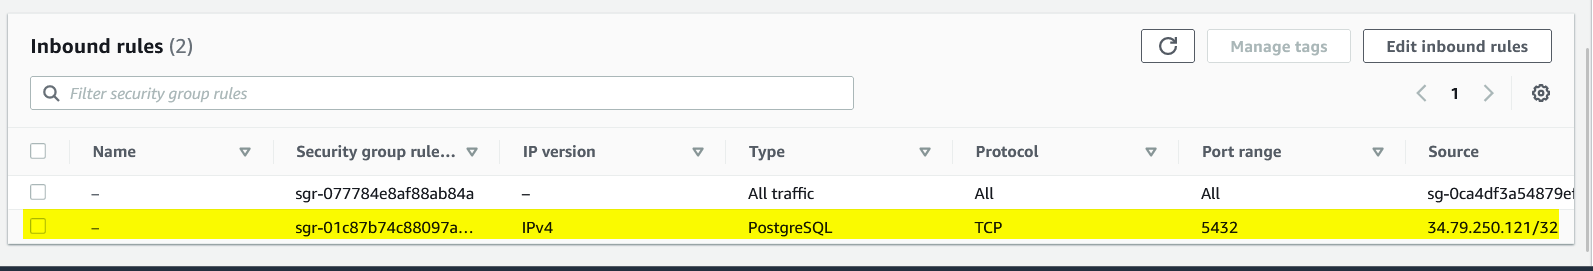 Inbound rules (2)
Manage tags
Edit inbound rules
Filter security group rules
1
Name Security group rule... IP version Type Protocol Port range Source
– sgr-077784e8af88ab84a – All traffic All All sg-0ca4df3a54879e
– sgr-01c87b74c88097a... IPv4 PostgreSQL TCP 5432 34.79.250.121/32